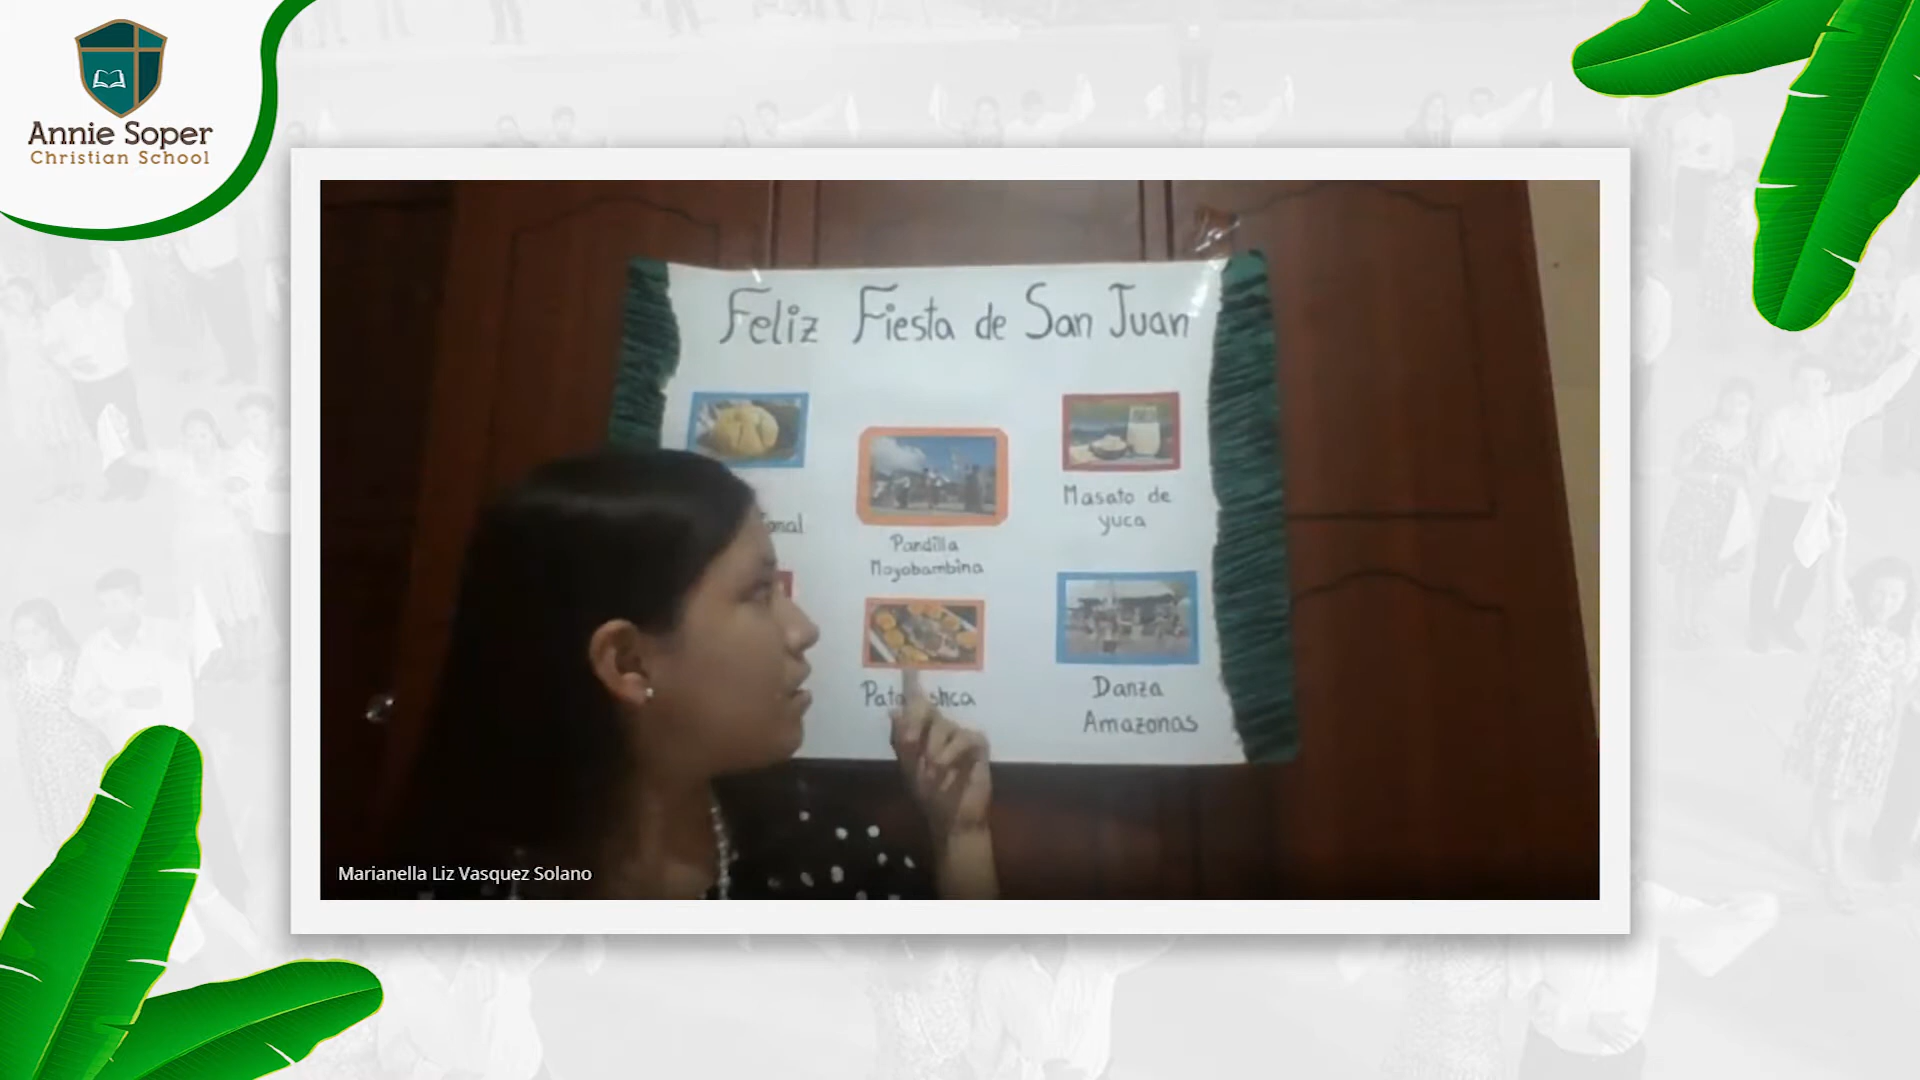 Annie Soper
Christian School
Feliz Fiesta de San Juan
Masato de
yuca
Pandilla
Moyobambina
Danza
Amazonas
Marianella Liz Vasquez Solano